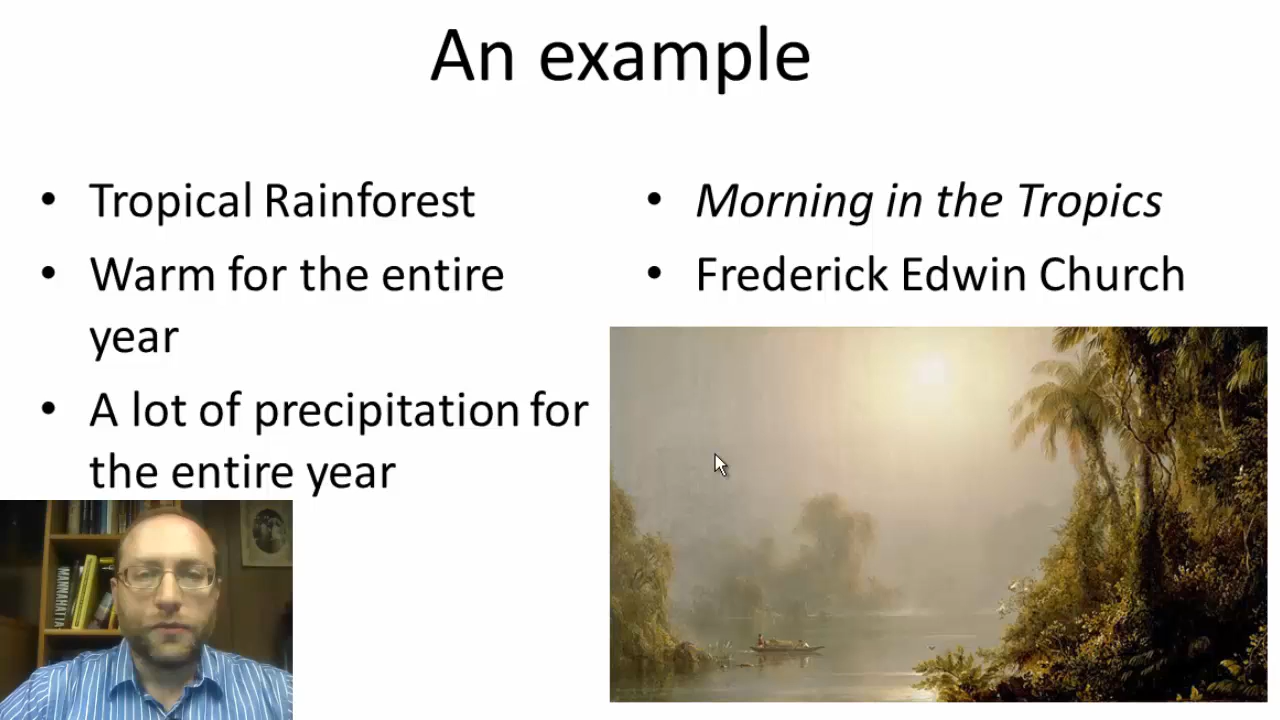 An example
• Tropical Rainforest
• Warm for the entire
year
• A lot of precipitation for
the entire year
• Morning in the Tropics
• Frederick Edwin Church
MANNAHATTA